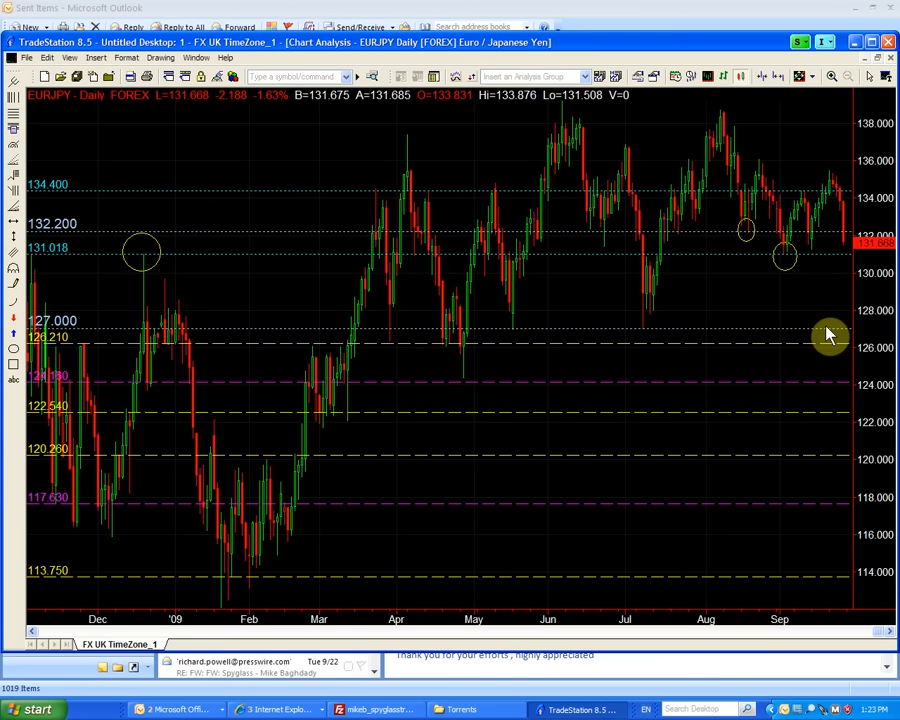 Sent Items - Microsoft Outlook
New Reply Reply to All Forward Send/Receive Search address books
TradeStation 8.5 - Untitled Desktop: 1 - FX UK TimeZone_1 - [Chart Analysis - EURJPY Daily [FOREX] Euro / Japanese Yen]
S I
File Edit View Insert Format Drawing Window Help
Type a symbol/command Insert an Analysis Group
EURJPY - Daily FOREX L=131.668 -2.188 -1.63% B=131.675 A=131.685 O=133.831 Hi=133.876 Lo=131.508 V=0
138.000
136.000
134.400
134.000
132.200
132.000
131.668
131.018
130.000
128.000
127.000
126.210
126.000
124.000
122.540
122.000
120.260
120.000
118.000
117.630
116.000
114.000
113.750
abc
Dec '09 Feb Mar Apr May Jun Jul Aug Sep
FX UK TimeZone_1
'richard.powell@presswire.com' Tue 9/22
RE: FW: FW: Spyglass - Mike Baghdady
Thank you for your efforts , highly appreciated
1019 Items
start 2 Microsoft Offi... 3 Internet Explo... mikeb_spyglasstr... Torrents TradeStation 8.5 ... EN Search Desktop 1:23 PM